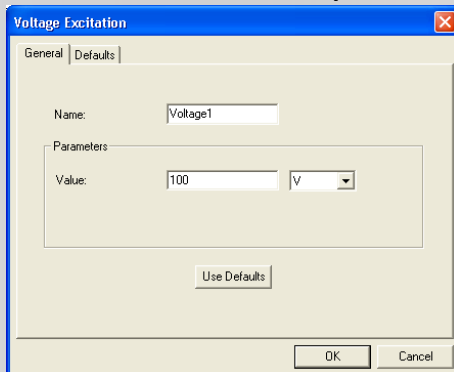 Voltage Excitation
General Defaults
Name: Voltage1
Parameters
Value: 100 V
Use Defaults
OK Cancel